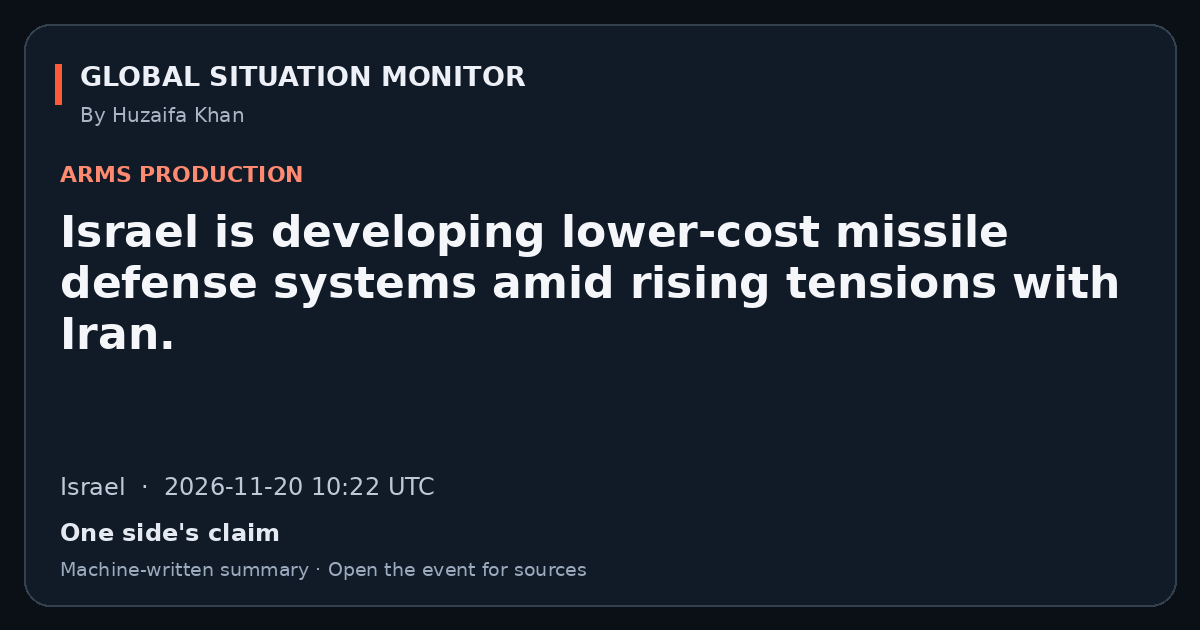 GLOBAL SITUATION MONITOR
By Huzaifa Khan
ARMS PRODUCTION
Israel is developing lower-cost missile
defense systems amid rising tensions with
Iran.
Israel · 2026-11-20 10:22 UTC
One side's claim
Machine-written summary · Open the event for sources